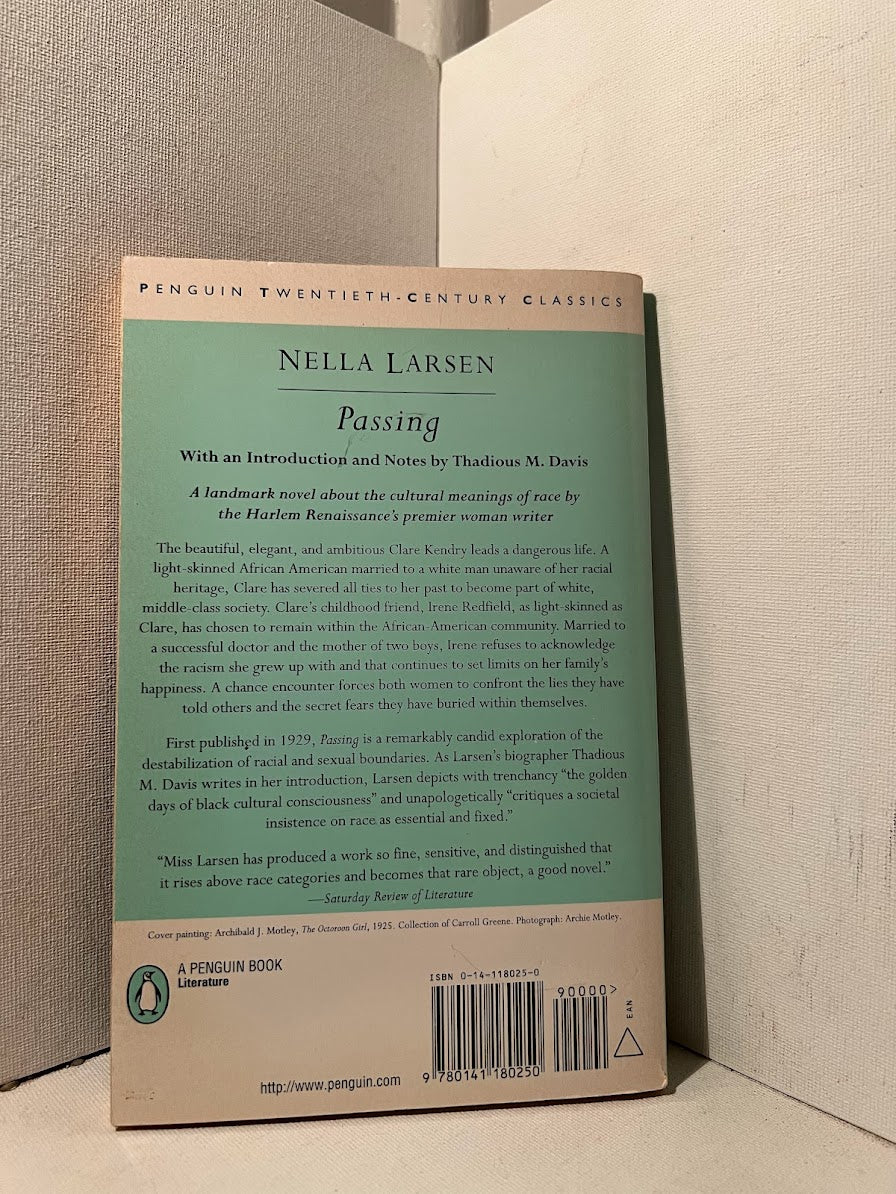 PENGUIN TWENTIETH-CENTURY CLASSICS
NELLA LARSEN
Passing
With an Introduction and Notes by Thadious M. Davis
A landmark novel about the cultural meanings of race by
the Harlem Renaissance's premier woman writer
The beautiful, elegant, and ambitious Clare Kendry leads a dangerous life. A
light-skinned African American married to a white man unaware of her racial
heritage, Clare has severed all ties to her past to become part of white,
middle-class society. Clare's childhood friend, Irene Redfield, as light-skinned as
Clare, has chosen to remain within the African-American community. Married to
a successful doctor and the mother of two boys, Irene refuses to acknowledge
the racism she grew up with and that continues to set limits on her family's
happiness. A chance encounter forces both women to confront the lies they have
told others and the secret fears they have buried within themselves.
First published in 1929, Passing is a remarkably candid exploration of the
destabilization of racial and sexual boundaries. As Larsen's biographer Thadious
M. Davis writes in her introduction, Larsen depicts with trenchancy “the golden
days of black cultural consciousness” and unapologetically “critiques a societal
insistence on race as essential and fixed.”
“Miss Larsen has produced a work so fine, sensitive, and distinguished that
it rises above race categories and becomes that rare object, a good novel.”
—Saturday Review of Literature
Cover painting: Archibald J. Motley, The Octoroon Girl, 1925. Collection of Carroll Greene. Photograph: Archie Motley.
A PENGUIN BOOK
Literature
ISBN 0-14-118025-0
90000>
EAN
9 780141 180250
http://www.penguin.com